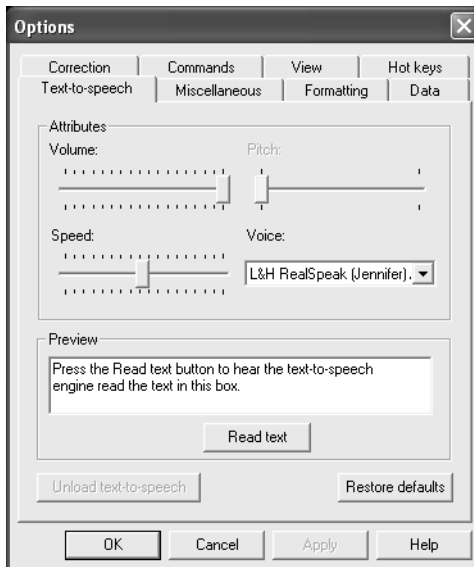 Options
Correction Commands View Hot keys
Text-to-speech Miscellaneous Formatting Data
Attributes
Volume: Pitch:
Speed: Voice:
L&H RealSpeak (Jennifer).
Preview
Press the Read text button to hear the text-to-speech
engine read the text in this box.
Read text
Unload text-to-speech Restore defaults
OK Cancel Apply Help